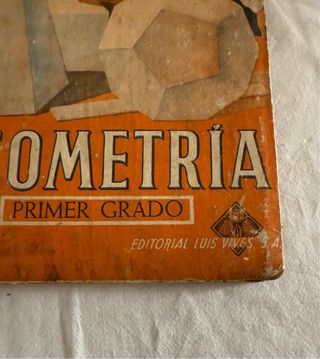 OMETRÍA
PRIMER GRADO
EDITORIAL LUIS VIVES, S.A.